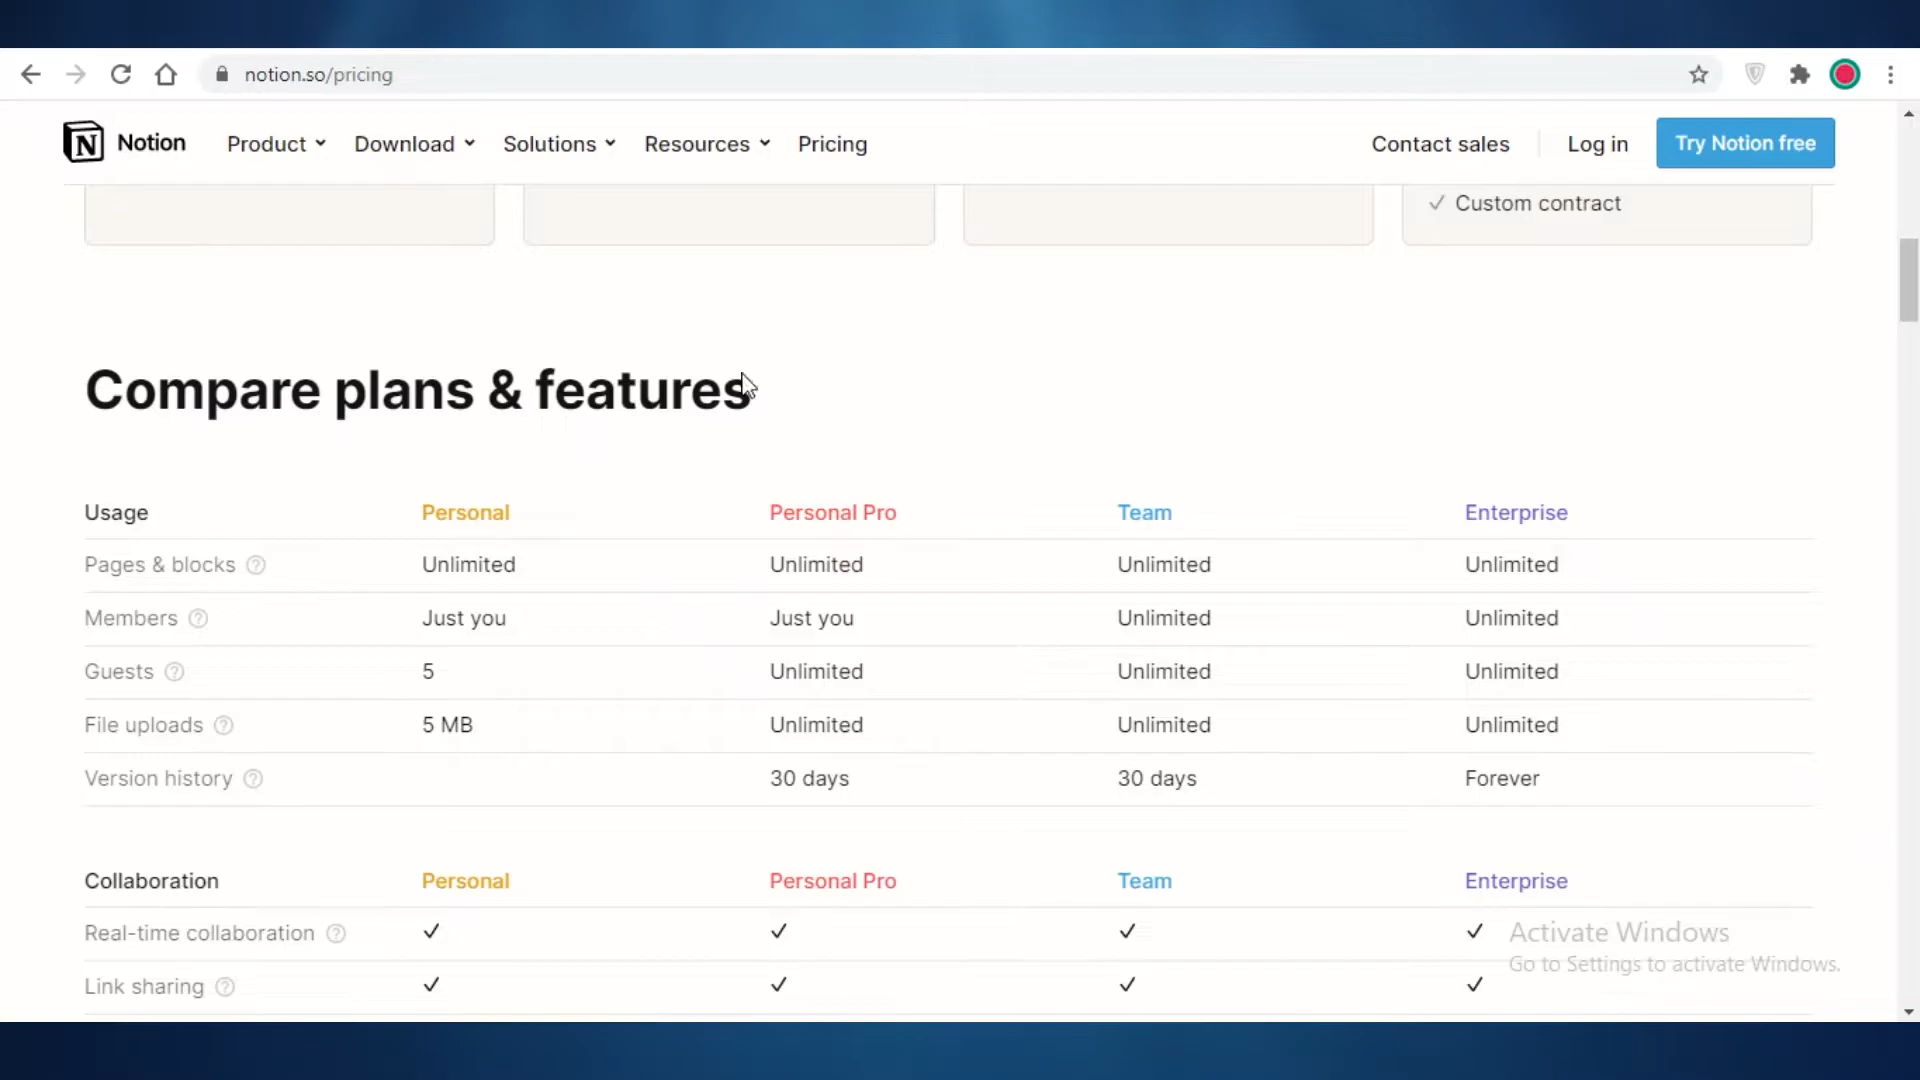 notion.so/pricing
Notion Product Download Solutions Resources Pricing Contact sales Log in Try Notion free
✓ Custom contract
Compare plans & features
Usage Personal Personal Pro Team Enterprise
Pages & blocks Unlimited Unlimited Unlimited Unlimited
Members Just you Just you Unlimited Unlimited
Guests 5 Unlimited Unlimited Unlimited
File uploads 5 MB Unlimited Unlimited Unlimited
Version history 30 days 30 days Forever
Collaboration Personal Personal Pro Team Enterprise
Real-time collaboration ✓ ✓ ✓ ✓
Link sharing ✓ ✓ ✓ ✓
Activate Windows
Go to Settings to activate Windows.